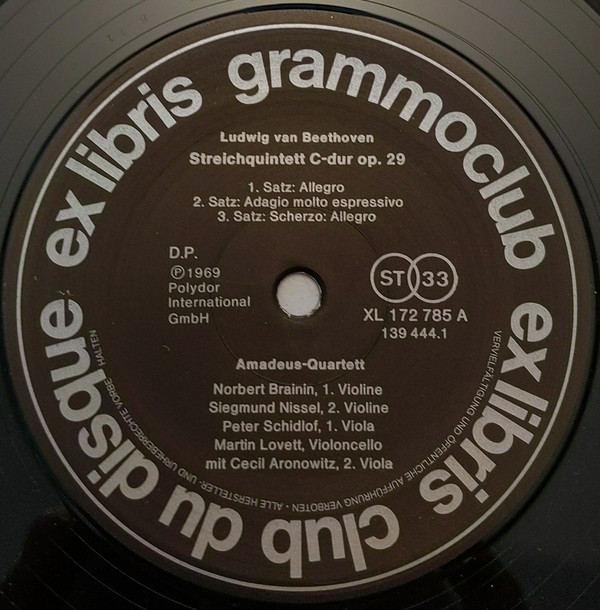 ex libris grammoclub
Ludwig van Beethoven
Streichquintett C-dur op. 29
1. Satz: Allegro
2. Satz: Adagio molto espressivo
3. Satz: Scherzo: Allegro
D.P.
Ⓟ 1969
Polydor
International
GmbH
ST 33
XL 172 785 A
139 444.1
Amadeus-Quartett
Norbert Brainin, 1. Violine
Siegmund Nissel, 2. Violine
Peter Schidlof, 1. Viola
Martin Lovett, Violoncello
mit Cecil Aronowitz, 2. Viola
ex libris club du disque
ALLE HERSTELLER- UND URHEBERRECHTE VORBEHALTEN · VERVIELFÄLTIGUNG UND ÖFFENTLICHE AUFFÜHRUNG VERBOTEN